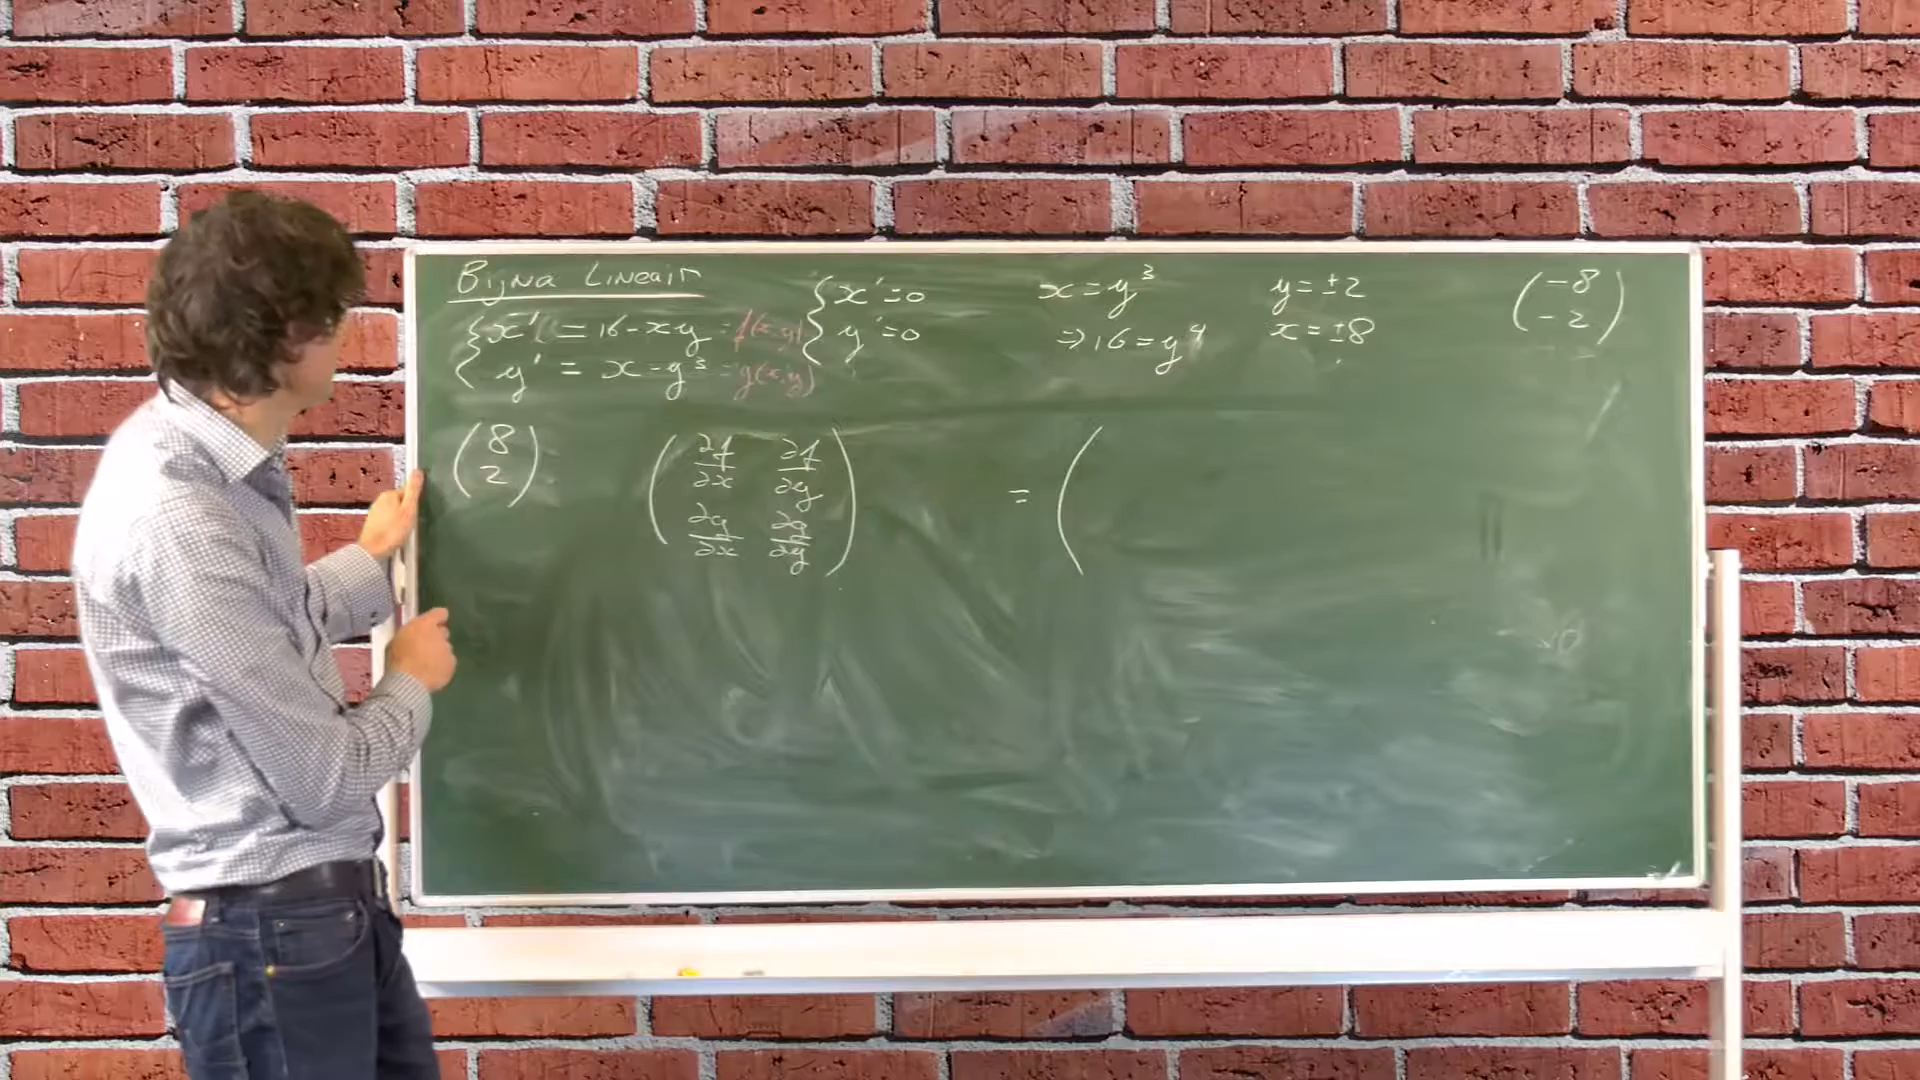 Bijna Lineair
{ x' = 16 - xy = f(x,y)
{ y' = x - y³ = g(x,y)
{ x' = 0
{ y' = 0
x = y³
⇒ 16 = y⁴
y = ±2
x = ±8
( -8 )
( -2 )
( 8 )
( 2 )
( ∂f/∂x ∂f/∂y )
( ∂g/∂x ∂g/∂y )
= (